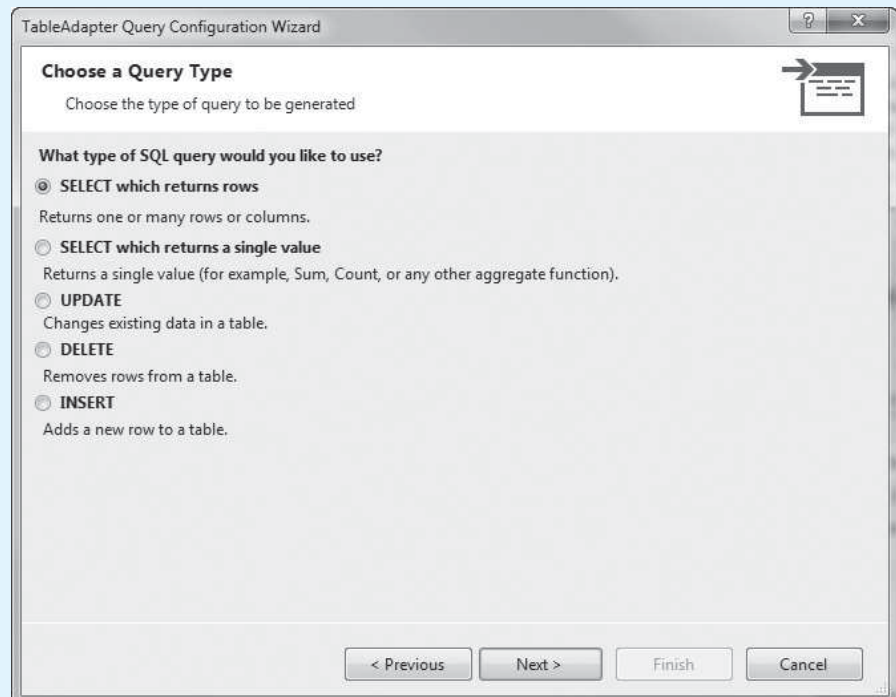 TableAdapter Query Configuration Wizard
?
Choose a Query Type
Choose the type of query to be generated
What type of SQL query would you like to use?
SELECT which returns rows
Returns one or many rows or columns.
SELECT which returns a single value
Returns a single value (for example, Sum, Count, or any other aggregate function).
UPDATE
Changes existing data in a table.
DELETE
Removes rows from a table.
INSERT
Adds a new row to a table.
< Previous Next > Finish Cancel